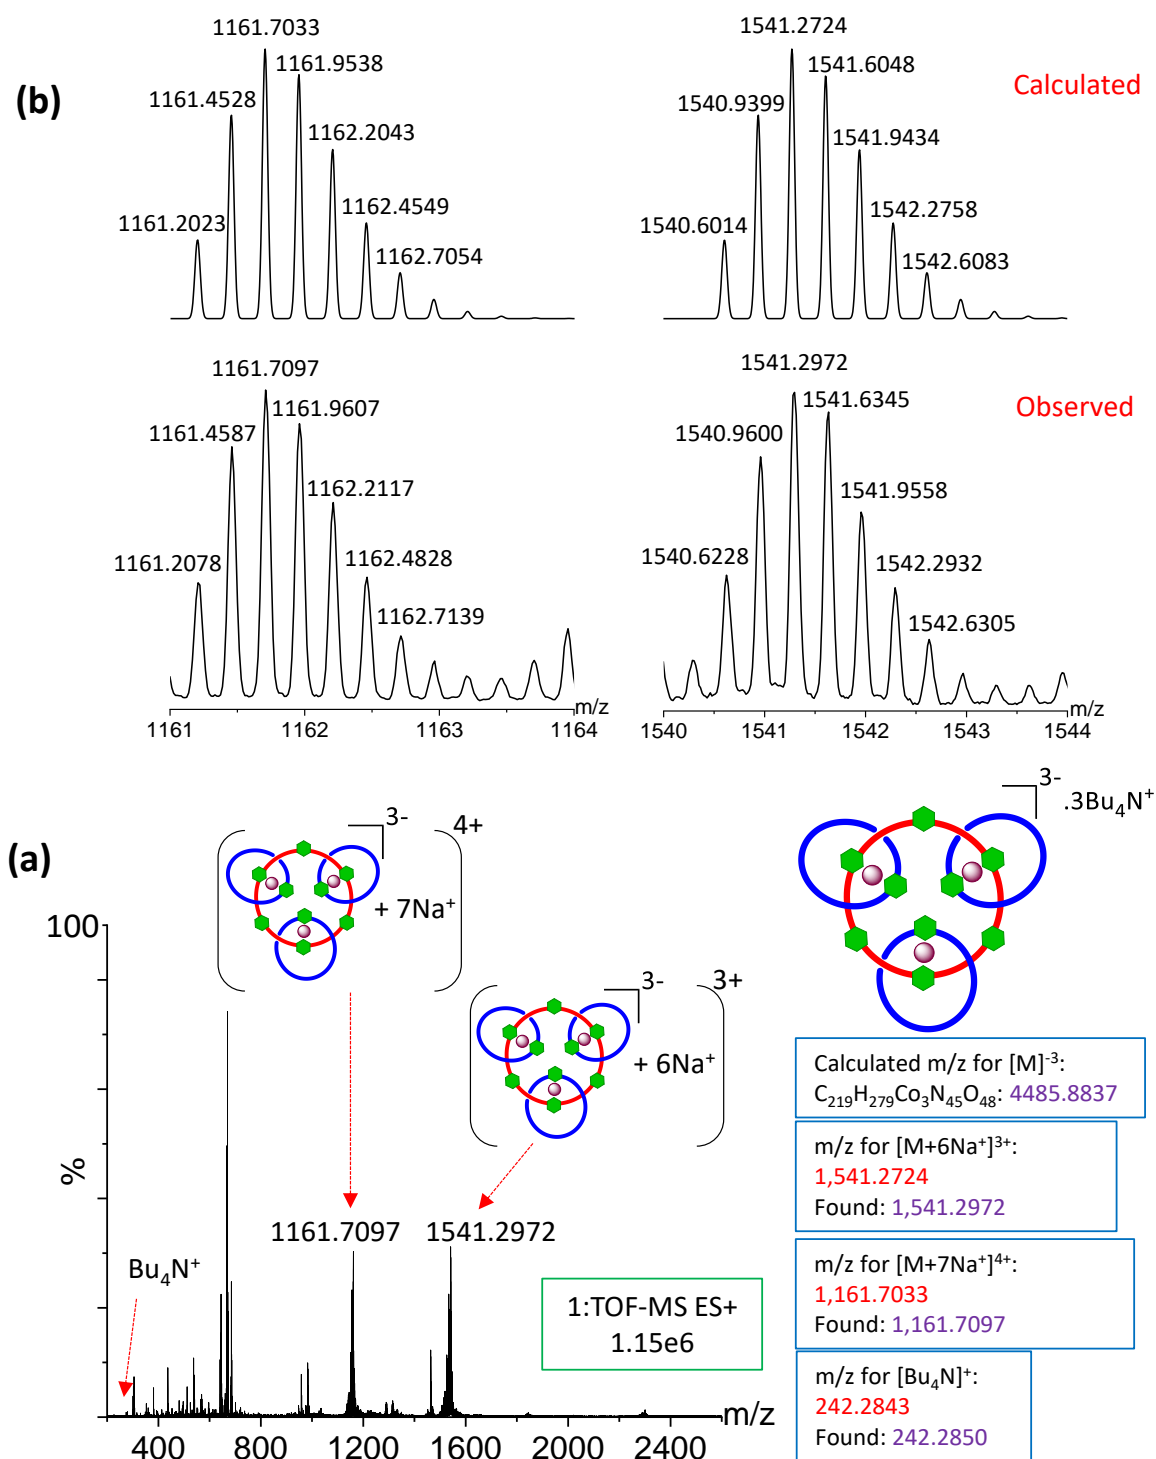 (b)
1161.7033
1161.9538
1161.4528
1162.2043
1162.4549
1161.2023
1162.7054
1541.2724
1541.6048
1540.9399
1541.9434
1542.2758
1540.6014
1542.6083
Calculated
1161.7097
1161.9607
1161.4587
1162.2117
1162.4828
1161.2078
1162.7139
1541.2972
1541.6345
1540.9600
1541.9558
1542.2932
1540.6228
1542.6305
Observed
m/z
1161 1162 1163 1164
m/z
1540 1541 1542 1543 1544
(a)
3-
4+
+ 7Na⁺
3-
3+
+ 6Na⁺
3-
.3Bu₄N⁺
100
%
1161.7097
1541.2972
Bu₄N⁺
1:TOF-MS ES+
1.15e6
m/z
400 800 1200 1600 2000 2400
Calculated m/z for [M]⁻³:
C₂₁₉H₂₇₉Co₃N₄₅O₄₈: 4485.8837
m/z for [M+6Na⁺]³⁺:
1,541.2724
Found: 1,541.2972
m/z for [M+7Na⁺]⁴⁺:
1,161.7033
Found: 1,161.7097
m/z for [Bu₄N]⁺:
242.2843
Found: 242.2850